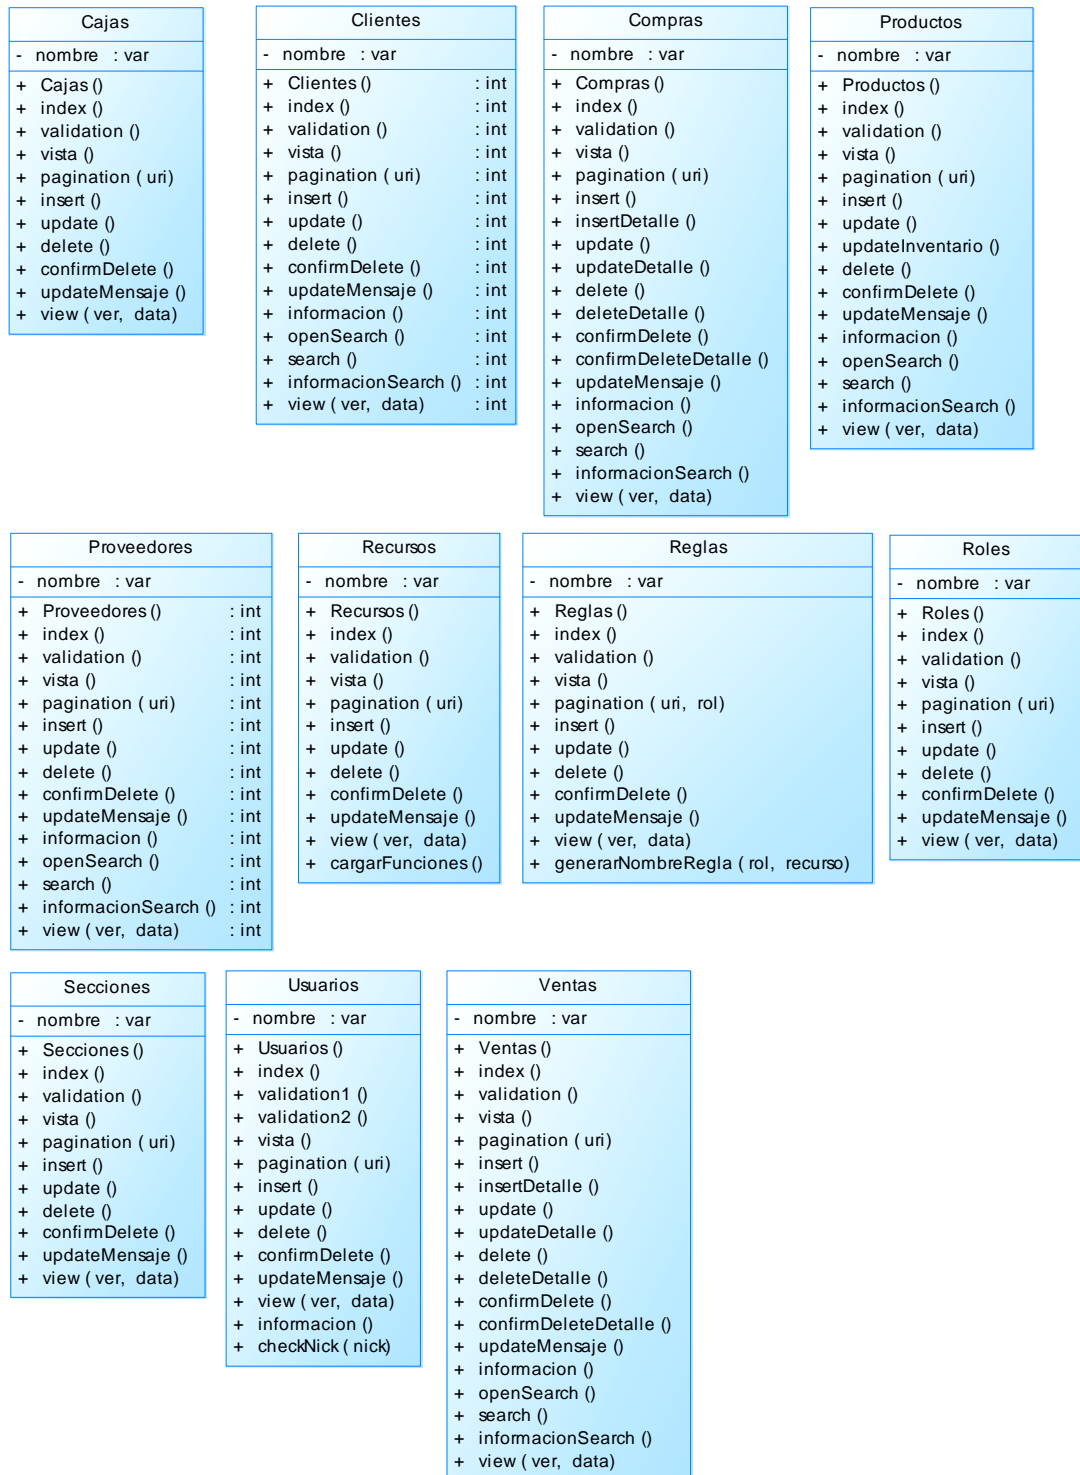 Cajas
- nombre : var
+ Cajas ()
+ index ()
+ validation ()
+ vista ()
+ pagination ( uri)
+ insert ()
+ update ()
+ delete ()
+ confirmDelete ()
+ updateMensaje ()
+ view ( ver, data)
Clientes
- nombre : var
+ Clientes () : int
+ index () : int
+ validation () : int
+ vista () : int
+ pagination ( uri) : int
+ insert () : int
+ update () : int
+ delete () : int
+ confirmDelete () : int
+ updateMensaje () : int
+ informacion () : int
+ openSearch () : int
+ search () : int
+ informacionSearch () : int
+ view ( ver, data) : int
Compras
- nombre : var
+ Compras ()
+ index ()
+ validation ()
+ vista ()
+ pagination ( uri)
+ insert ()
+ insertDetalle ()
+ update ()
+ updateDetalle ()
+ delete ()
+ deleteDetalle ()
+ confirmDelete ()
+ confirmDeleteDetalle ()
+ updateMensaje ()
+ informacion ()
+ openSearch ()
+ search ()
+ informacionSearch ()
+ view ( ver, data)
Productos
- nombre : var
+ Productos ()
+ index ()
+ validation ()
+ vista ()
+ pagination ( uri)
+ insert ()
+ update ()
+ updateInventario ()
+ delete ()
+ confirmDelete ()
+ updateMensaje ()
+ informacion ()
+ openSearch ()
+ search ()
+ informacionSearch ()
+ view ( ver, data)
Proveedores
- nombre : var
+ Proveedores () : int
+ index () : int
+ validation () : int
+ vista () : int
+ pagination ( uri) : int
+ insert () : int
+ update () : int
+ delete () : int
+ confirmDelete () : int
+ updateMensaje () : int
+ informacion () : int
+ openSearch () : int
+ search () : int
+ informacionSearch () : int
+ view ( ver, data) : int
Recursos
- nombre : var
+ Recursos ()
+ index ()
+ validation ()
+ vista ()
+ pagination ( uri)
+ insert ()
+ update ()
+ delete ()
+ confirmDelete ()
+ updateMensaje ()
+ view ( ver, data)
+ cargarFunciones ()
Reglas
- nombre : var
+ Reglas ()
+ index ()
+ validation ()
+ vista ()
+ pagination ( uri, rol)
+ insert ()
+ update ()
+ delete ()
+ confirmDelete ()
+ updateMensaje ()
+ view ( ver, data)
+ generarNombreRegla ( rol, recurso)
Roles
- nombre : var
+ Roles ()
+ index ()
+ validation ()
+ vista ()
+ pagination ( uri)
+ insert ()
+ update ()
+ delete ()
+ confirmDelete ()
+ updateMensaje ()
+ view ( ver, data)
Secciones
- nombre : var
+ Secciones ()
+ index ()
+ validation ()
+ vista ()
+ pagination ( uri)
+ insert ()
+ update ()
+ delete ()
+ confirmDelete ()
+ updateMensaje ()
+ view ( ver, data)
Usuarios
- nombre : var
+ Usuarios ()
+ index ()
+ validation1 ()
+ validation2 ()
+ vista ()
+ pagination ( uri)
+ insert ()
+ update ()
+ delete ()
+ confirmDelete ()
+ updateMensaje ()
+ view ( ver, data)
+ informacion ()
+ checkNick ( nick)
Ventas
- nombre : var
+ Ventas ()
+ index ()
+ validation ()
+ vista ()
+ pagination ( uri)
+ insert ()
+ insertDetalle ()
+ update ()
+ updateDetalle ()
+ delete ()
+ deleteDetalle ()
+ confirmDelete ()
+ confirmDeleteDetalle ()
+ updateMensaje ()
+ informacion ()
+ openSearch ()
+ search ()
+ informacionSearch ()
+ view ( ver, data)